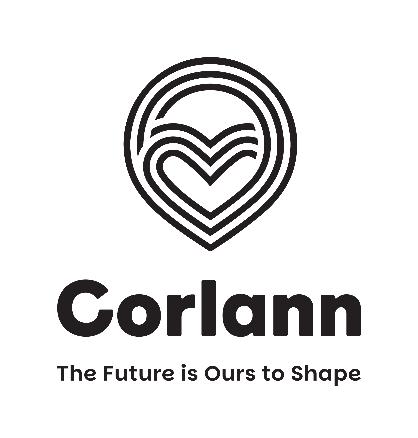 Corlann
The Future is Ours to Shape